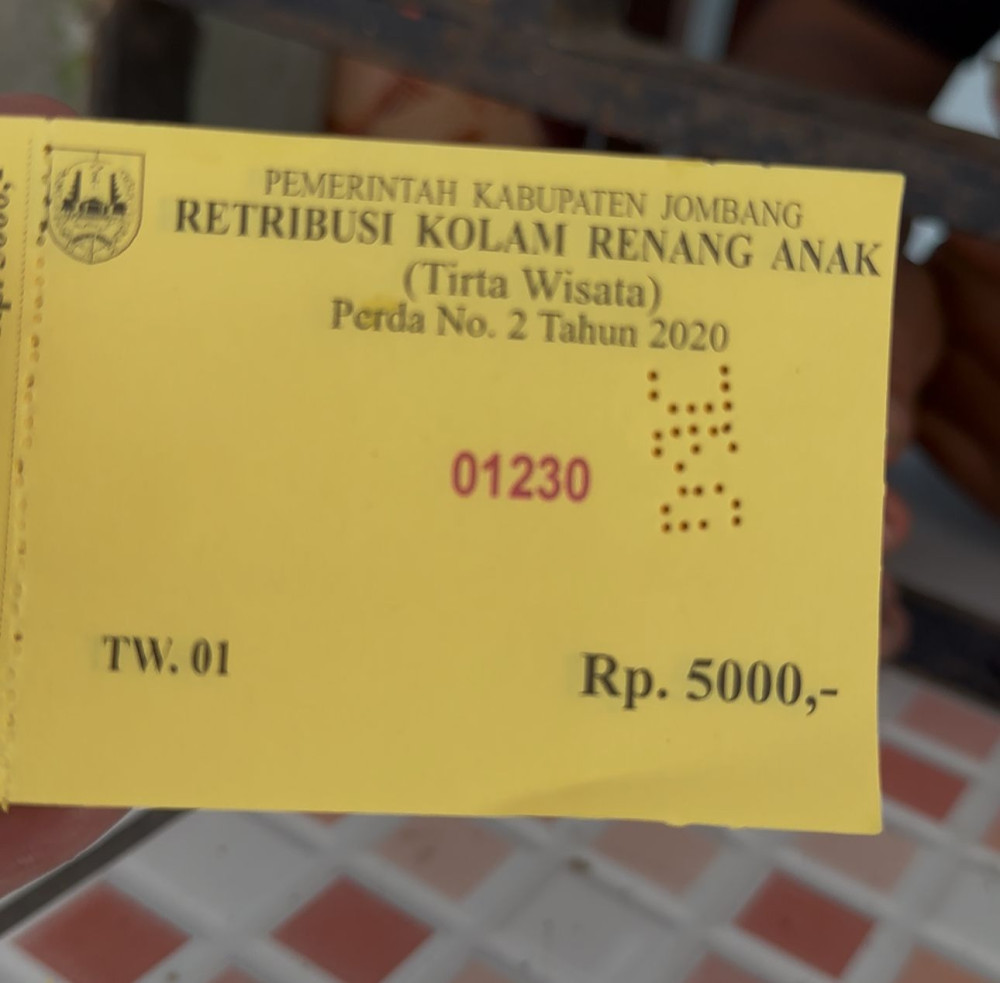 PEMERINTAH KABUPATEN JOMBANG
RETRIBUSI KOLAM RENANG ANAK
(Tirta Wisata)
Perda No. 2 Tahun 2020
01230
TW. 01
Rp. 5000,-